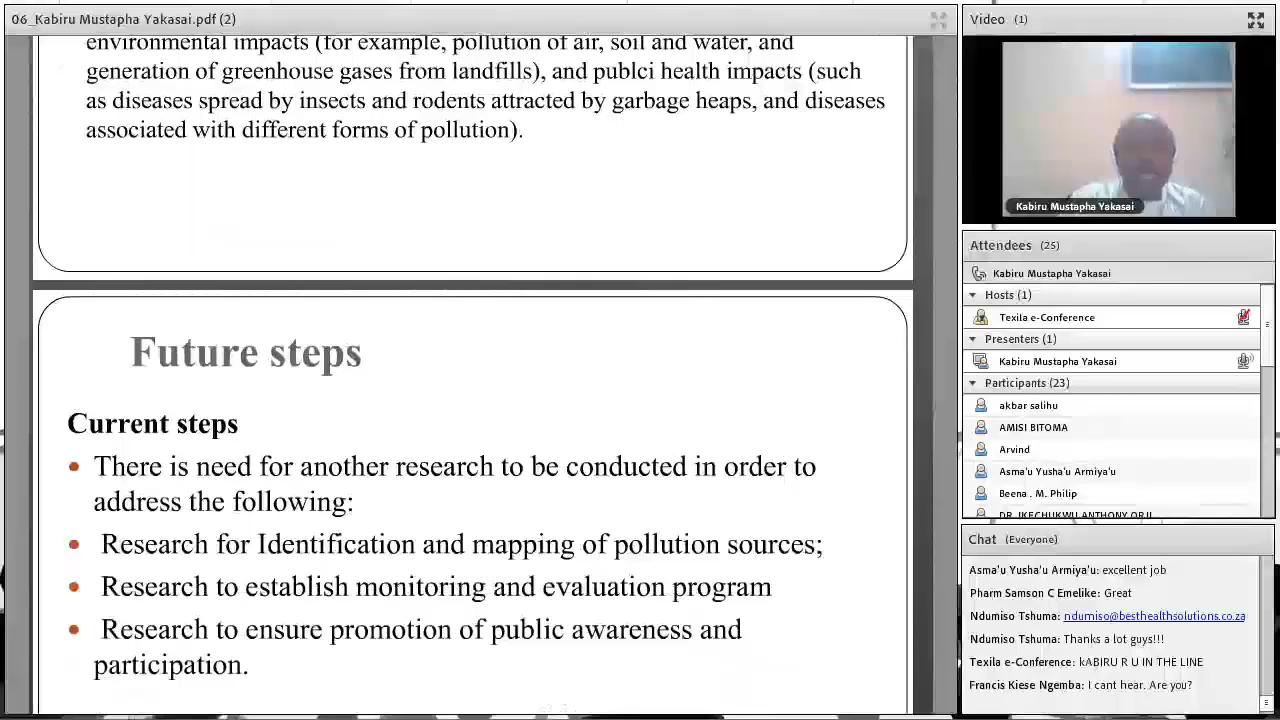 06_Kabiru Mustapha Yakasai.pdf (2)
environmental impacts (for example, pollution of air, soil and water, and
generation of greenhouse gases from landfills), and publci health impacts (such
as diseases spread by insects and rodents attracted by garbage heaps, and diseases
associated with different forms of pollution).
Future steps
Current steps
• There is need for another research to be conducted in order to
address the following:
• Research for Identification and mapping of pollution sources;
• Research to establish monitoring and evaluation program
• Research to ensure promotion of public awareness and
participation.
Video (1)
Kabiru Mustapha Yakasai
Attendees (25)
Kabiru Mustapha Yakasai
Hosts (1)
Texila e-Conference
Presenters (1)
Kabiru Mustapha Yakasai
Participants (23)
akbar salihu
AMISI BITOMA
Arvind
Asma'u Yusha'u Armiya'u
Beena . M. Philip
DR. IKECHUKWU ANTHONY ORJI
Chat (Everyone)
Asma'u Yusha'u Armiya'u: excellent job
Pharm Samson C Emelike: Great
Ndumiso Tshuma: ndumiso@besthealthsolutions.co.za
Ndumiso Tshuma: Thanks a lot guys!!!
Texila e-Conference: kABIRU R U IN THE LINE
Francis Kiese Ngemba: I cant hear. Are you?